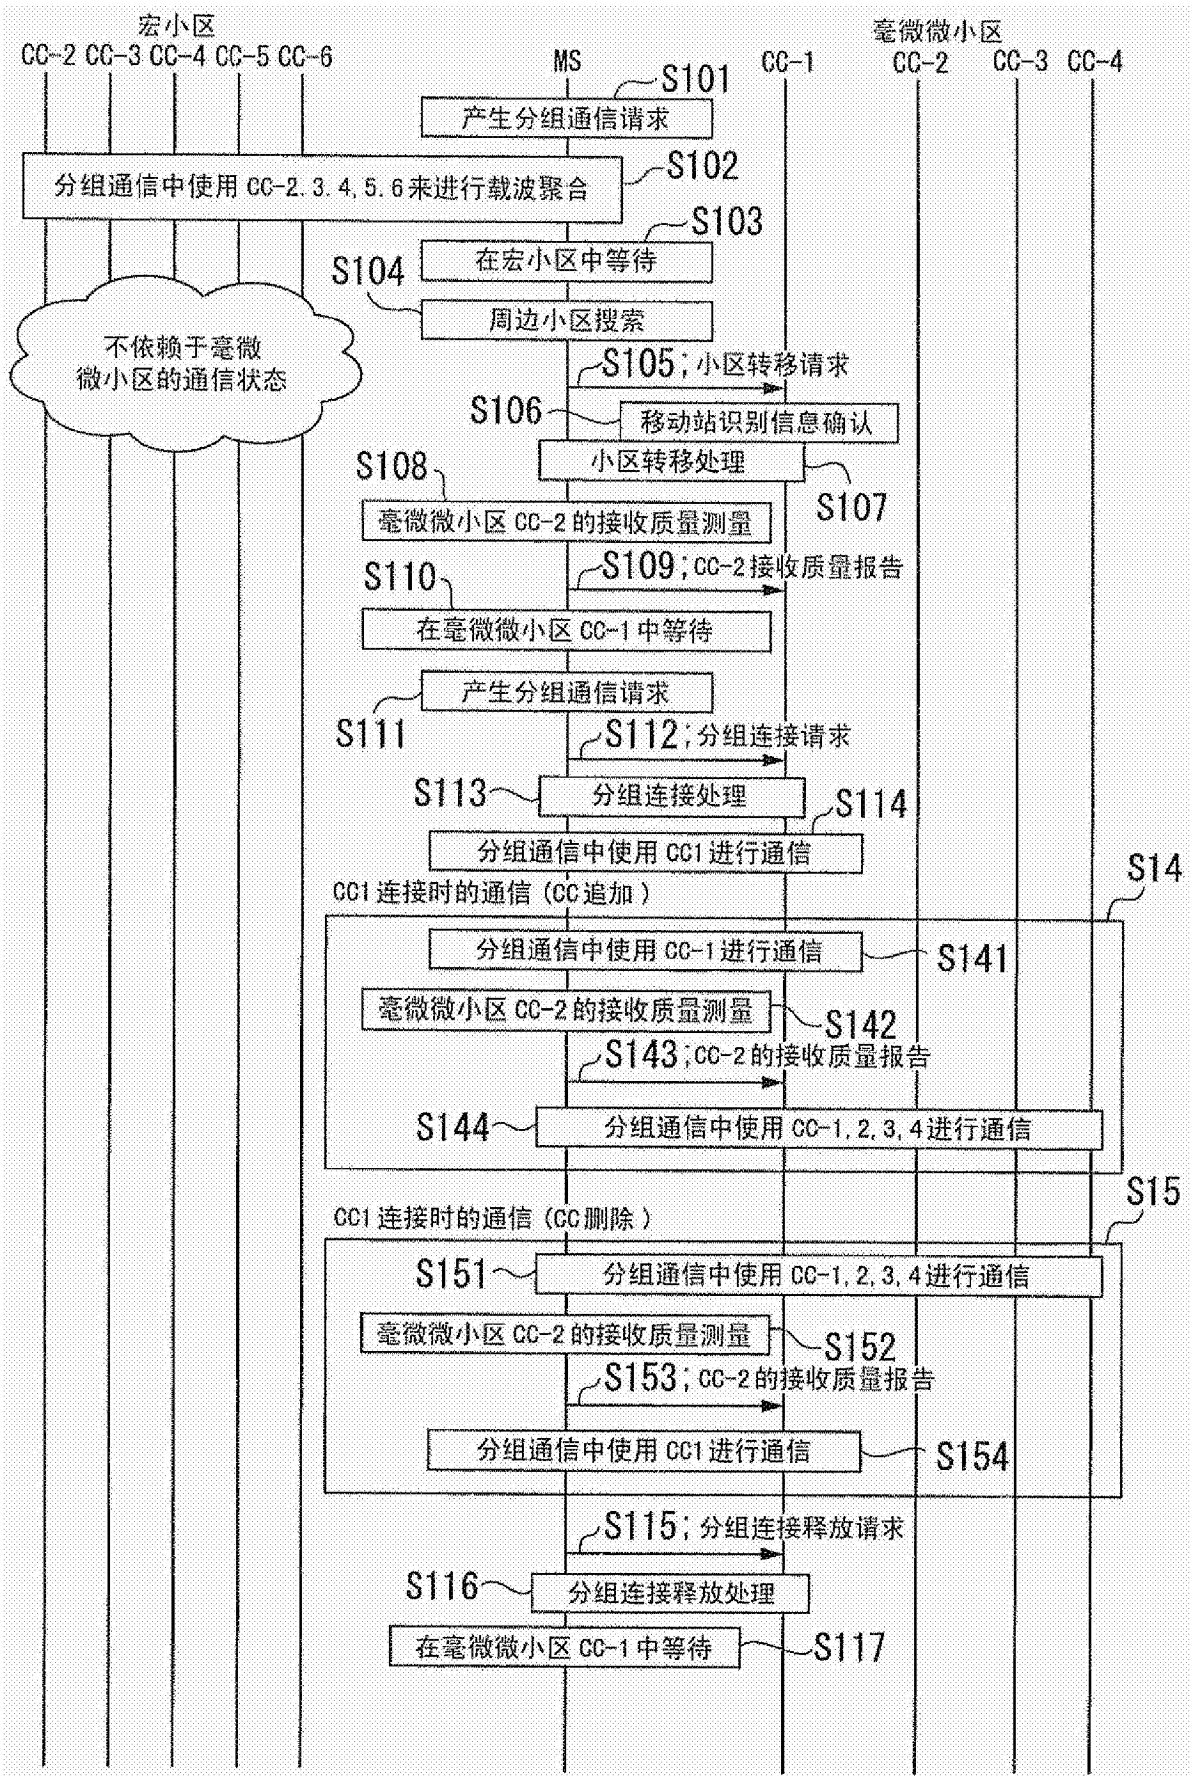 宏小区
毫微微小区
CC-2 CC-3 CC-4 CC-5 CC-6 MS CC-1 CC-2 CC-3 CC-4
S101
产生分组通信请求
S102
分组通信中使用 CC-2.3.4,5.6来进行载波聚合
S103
在宏小区中等待
S104
周边小区搜索
不依赖于毫微
微小区的通信状态
S105;小区转移请求
S106
移动站识别信息确认
小区转移处理
S107
S108
毫微微小区 CC-2 的接收质量测量
S109;CC-2接收质量报告
S110
在毫微微小区 CC-1 中等待
产生分组通信请求
S111
S112;分组连接请求
S113
分组连接处理
S114
分组通信中使用 CC1进行通信
CC1连接时的通信(CC追加)
S14
分组通信中使用 CC-1进行通信
S141
毫微微小区 CC-2 的接收质量测量
S142
S143;CC-2的接收质量报告
S144
分组通信中使用 CC-1,2,3,4进行通信
S15
CC1连接时的通信(CC删除)
S151
分组通信中使用 CC-1,2,3,4进行通信
毫微微小区 CC-2 的接收质量测量
S152
S153;CC-2的接收质量报告
分组通信中使用 CC1进行通信
S154
S115;分组连接释放请求
S116
分组连接释放处理
在毫微微小区 CC-1 中等待
S117